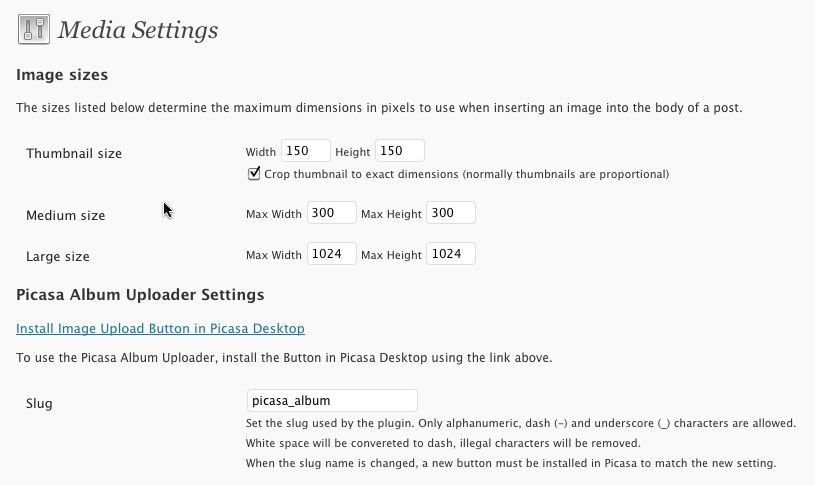 Media Settings
Image sizes
The sizes listed below determine the maximum dimensions in pixels to use when inserting an image into the body of a post.
Thumbnail size Width 150 Height 150
Crop thumbnail to exact dimensions (normally thumbnails are proportional)
Medium size Max Width 300 Max Height 300
Large size Max Width 1024 Max Height 1024
Picasa Album Uploader Settings
Install Image Upload Button in Picasa Desktop
To use the Picasa Album Uploader, install the Button in Picasa Desktop using the link above.
Slug picasa_album
Set the slug used by the plugin. Only alphanumeric, dash (-) and underscore (_) characters are allowed.
White space will be convereted to dash, illegal characters will be removed.
When the slug name is changed, a new button must be installed in Picasa to match the new setting.